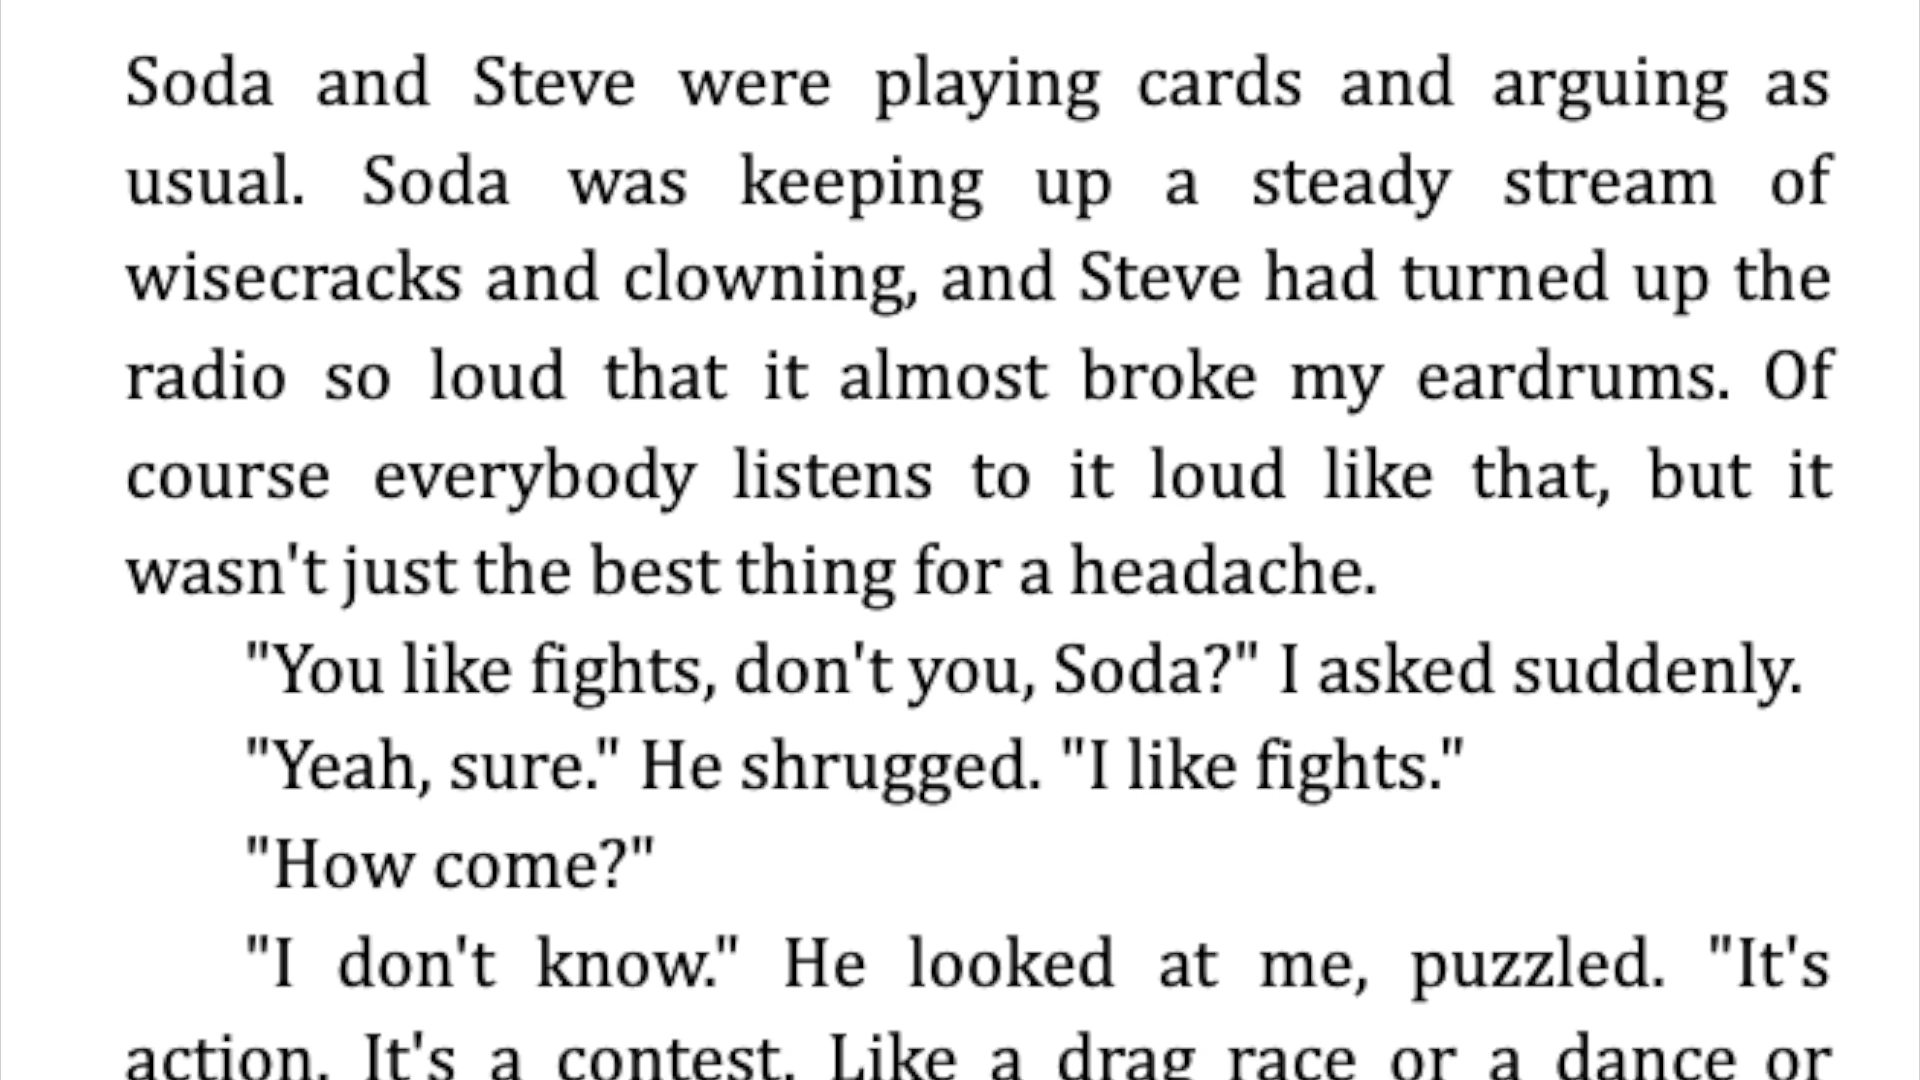 Soda and Steve were playing cards and arguing as
usual. Soda was keeping up a steady stream of
wisecracks and clowning, and Steve had turned up the
radio so loud that it almost broke my eardrums. Of
course everybody listens to it loud like that, but it
wasn't just the best thing for a headache.
"You like fights, don't you, Soda?" I asked suddenly.
"Yeah, sure." He shrugged. "I like fights."
"How come?"
"I don't know." He looked at me, puzzled. "It's
action. It's a contest. Like a drag race or a dance or